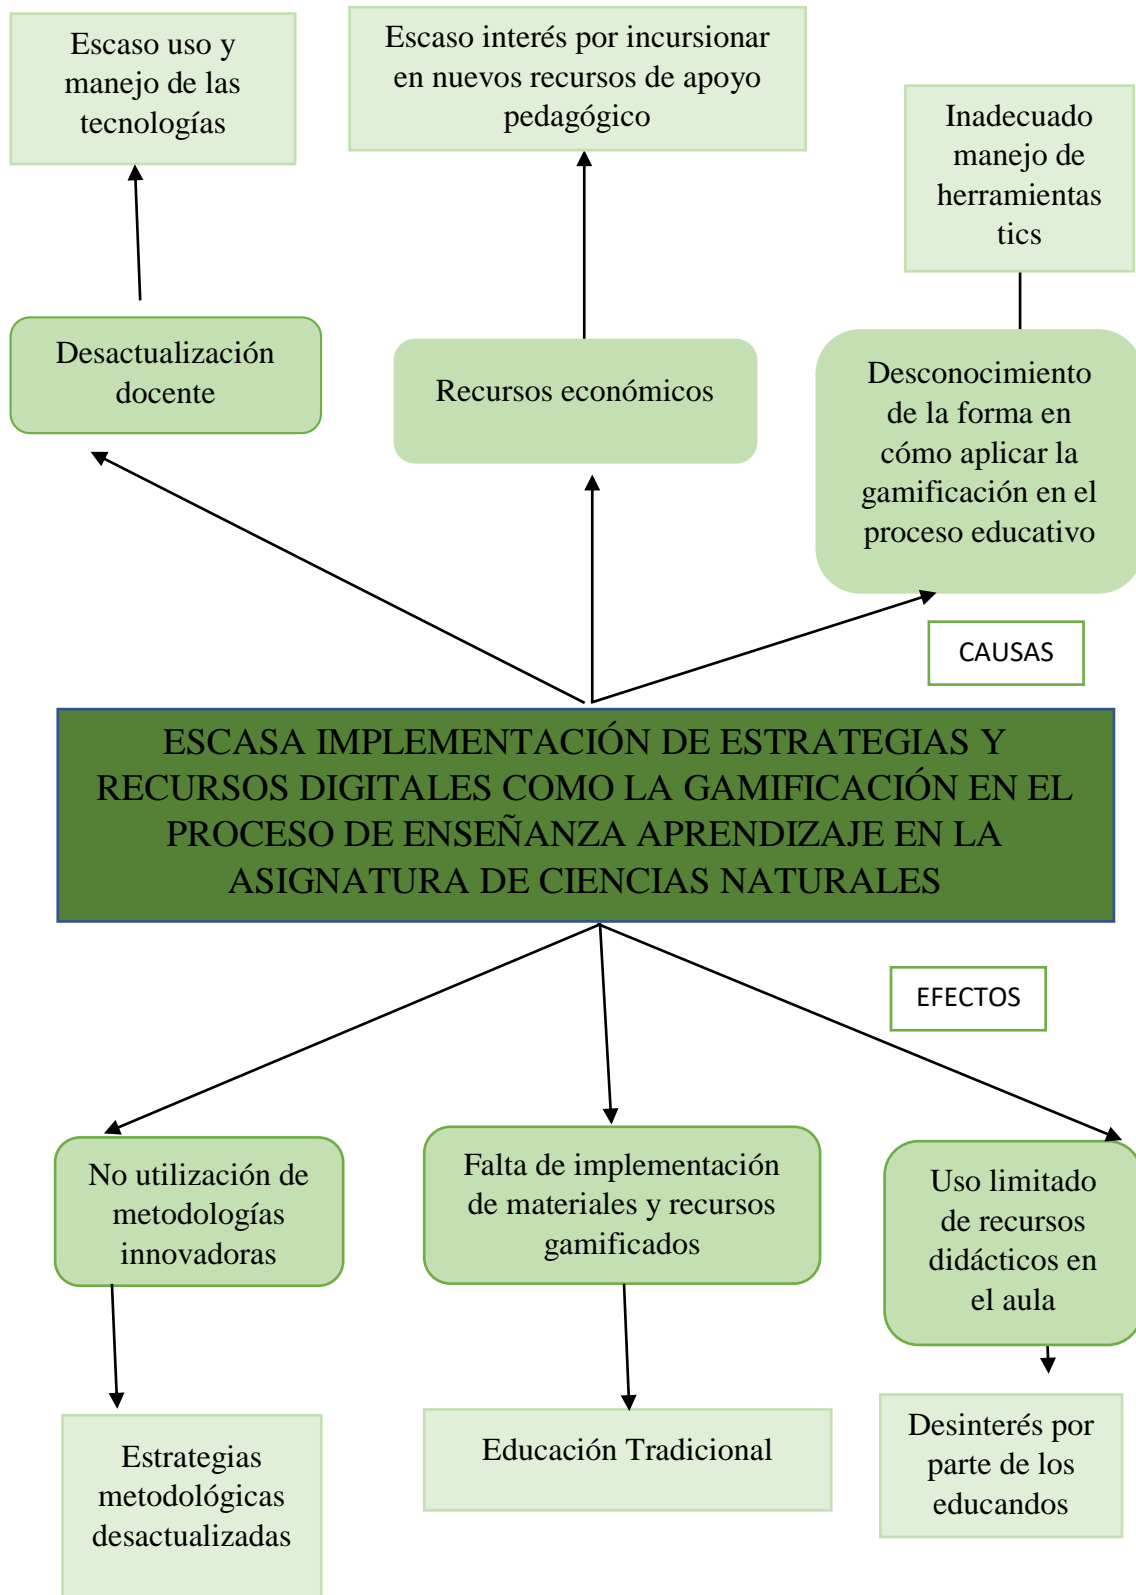 Escaso uso y
manejo de las
tecnologías
Escaso interés por incursionar
en nuevos recursos de apoyo
pedagógico
Inadecuado
manejo de
herramientas
tics
Desactualización
docente
Recursos económicos
Desconocimiento
de la forma en
cómo aplicar la
gamificación en el
proceso educativo
CAUSAS
ESCASA IMPLEMENTACIÓN DE ESTRATEGIAS Y
RECURSOS DIGITALES COMO LA GAMIFICACIÓN EN EL
PROCESO DE ENSEÑANZA APRENDIZAJE EN LA
ASIGNATURA DE CIENCIAS NATURALES
EFECTOS
No utilización de
metodologías
innovadoras
Falta de implementación
de materiales y recursos
gamificados
Uso limitado
de recursos
didácticos en
el aula
Estrategias
metodológicas
desactualizadas
Educación Tradicional
Desinterés por
parte de los
educandos